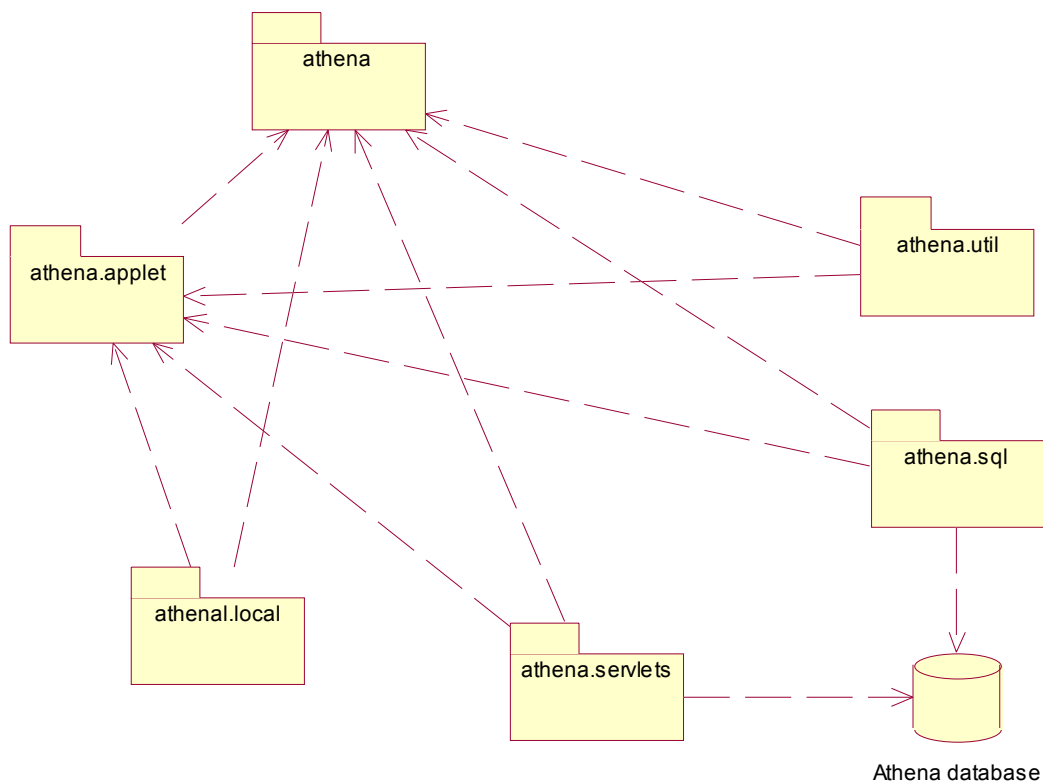 athena
athena.util
athena.applet
athena.sql
athenal.local
athena.servlets
Athena database